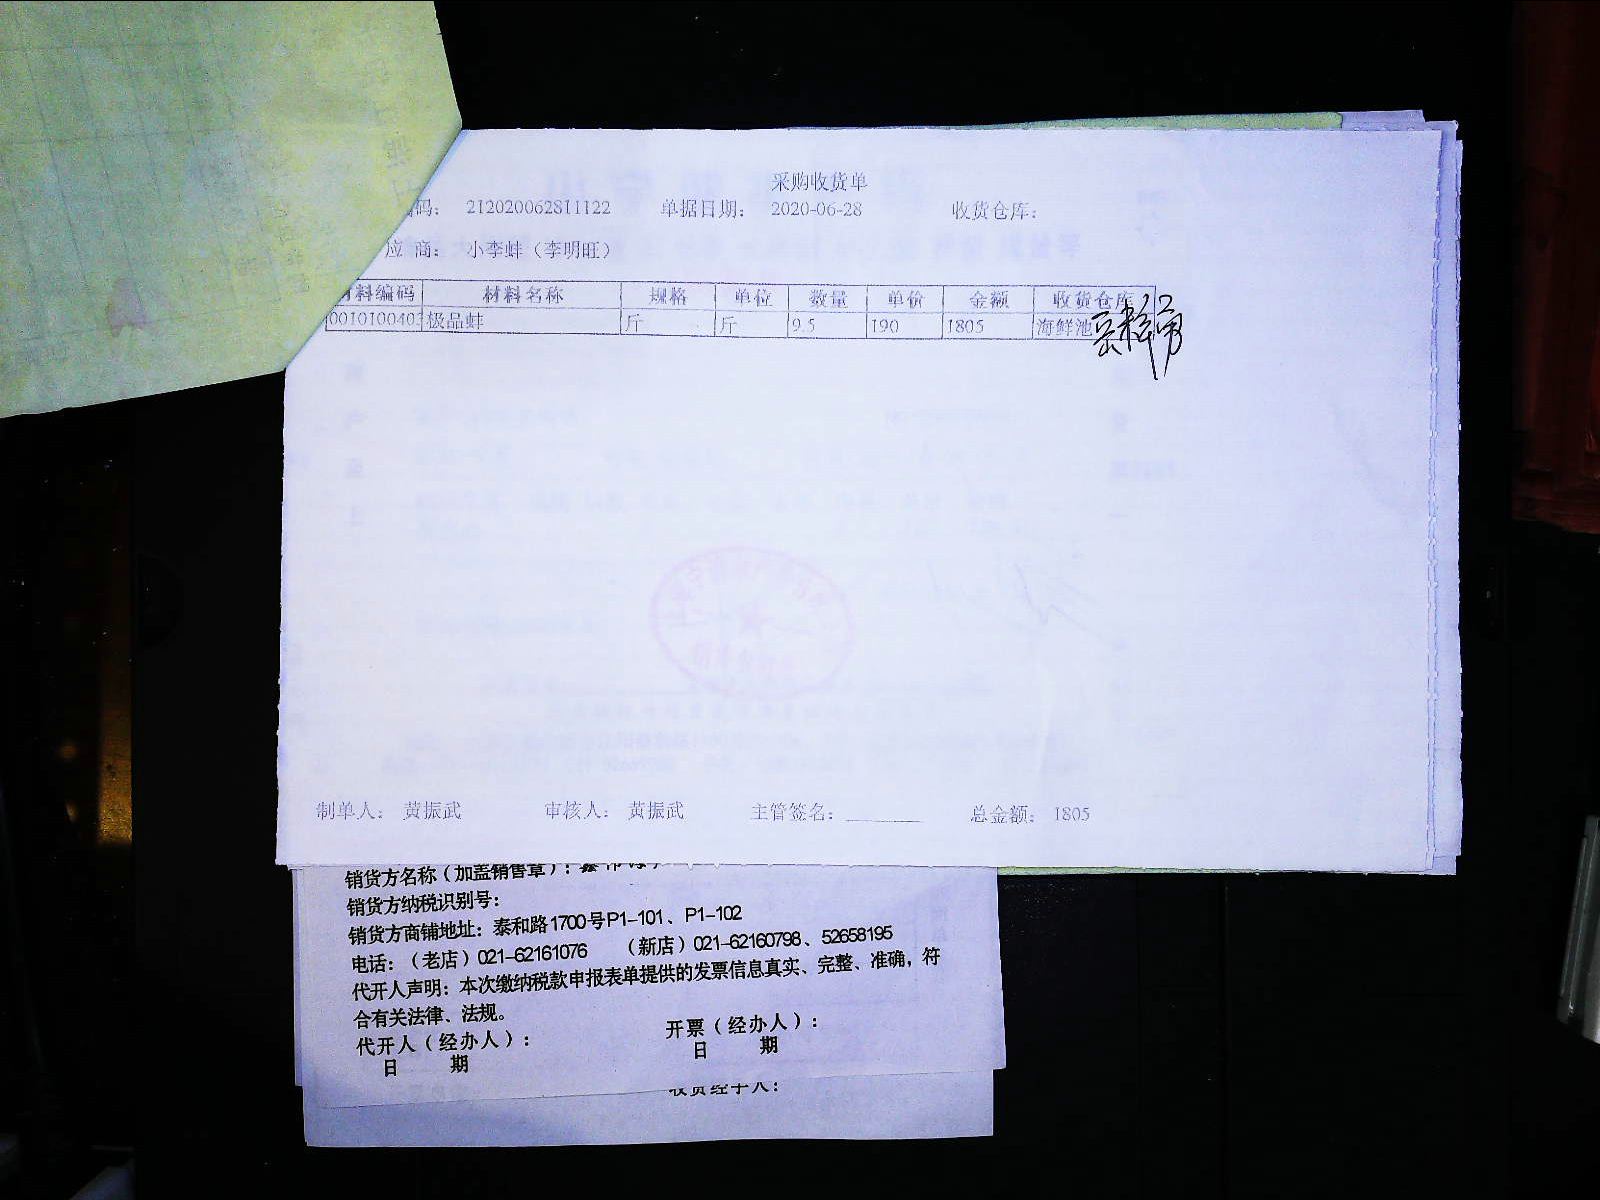 采购收货单
码： 212020062811122 单据日期： 2020-06-28 收货仓库：
应 商： 小李蚌（李明旺）
材料编码 材料名称 规格 单位 数量 单价 金额 收货仓库
极品蚌 斤 斤 9.5 190 1805 海鲜池
制单人： 黄振武 审核人： 黄振武 主管签名： 总金额： 1805
销货方名称（加盖销售章）：
销货方纳税识别号：
销货方商铺地址：泰和路1700号P1-101、P1-102
电话：（老店）021-62161076 （新店）021-62160798、52658195
代开人声明：本次缴纳税款申报表单提供的发票信息真实、完整、准确，符
合有关法律、法规。
代开人（经办人）： 开票（经办人）：
日 期 日 期
收货经手人：